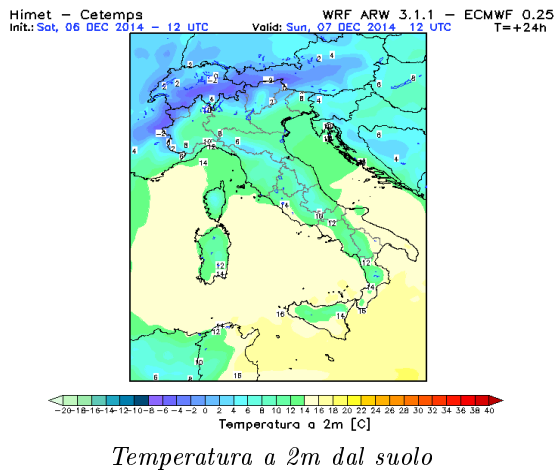 Himet – Cetemps WRF ARW 3.1.1 – ECMWF 0.25
Init.: Sat, 06 DEC 2014 – 12 UTC Valid: Sun, 07 DEC 2014 12 UTC T=+24h
-20-18-16-14-12-10 -8 -6 -4 -2 0 2 4 6 8 10 12 14 16 18 20 22 24 26 28 30 32 34 36 38 40
Temperatura a 2m [C]
Temperatura a 2m dal suolo